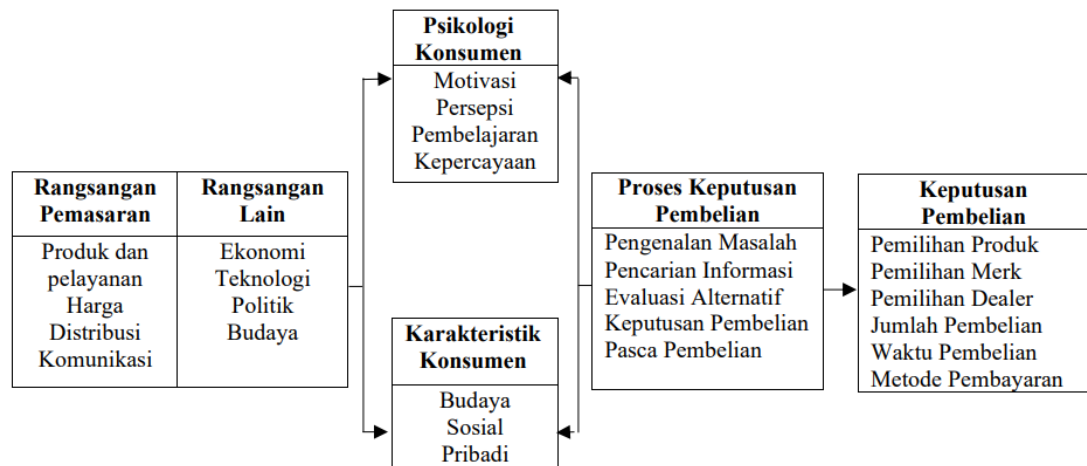 Psikologi
Konsumen
Motivasi
Persepsi
Pembelajaran
Kepercayaan
Rangsangan
Pemasaran
Produk dan
pelayanan
Harga
Distribusi
Komunikasi
Rangsangan
Lain
Ekonomi
Teknologi
Politik
Budaya
Karakteristik
Konsumen
Budaya
Sosial
Pribadi
Proses Keputusan
Pembelian
Pengenalan Masalah
Pencarian Informasi
Evaluasi Alternatif
Keputusan Pembelian
Pasca Pembelian
Keputusan
Pembelian
Pemilihan Produk
Pemilihan Merk
Pemilihan Dealer
Jumlah Pembelian
Waktu Pembelian
Metode Pembayaran